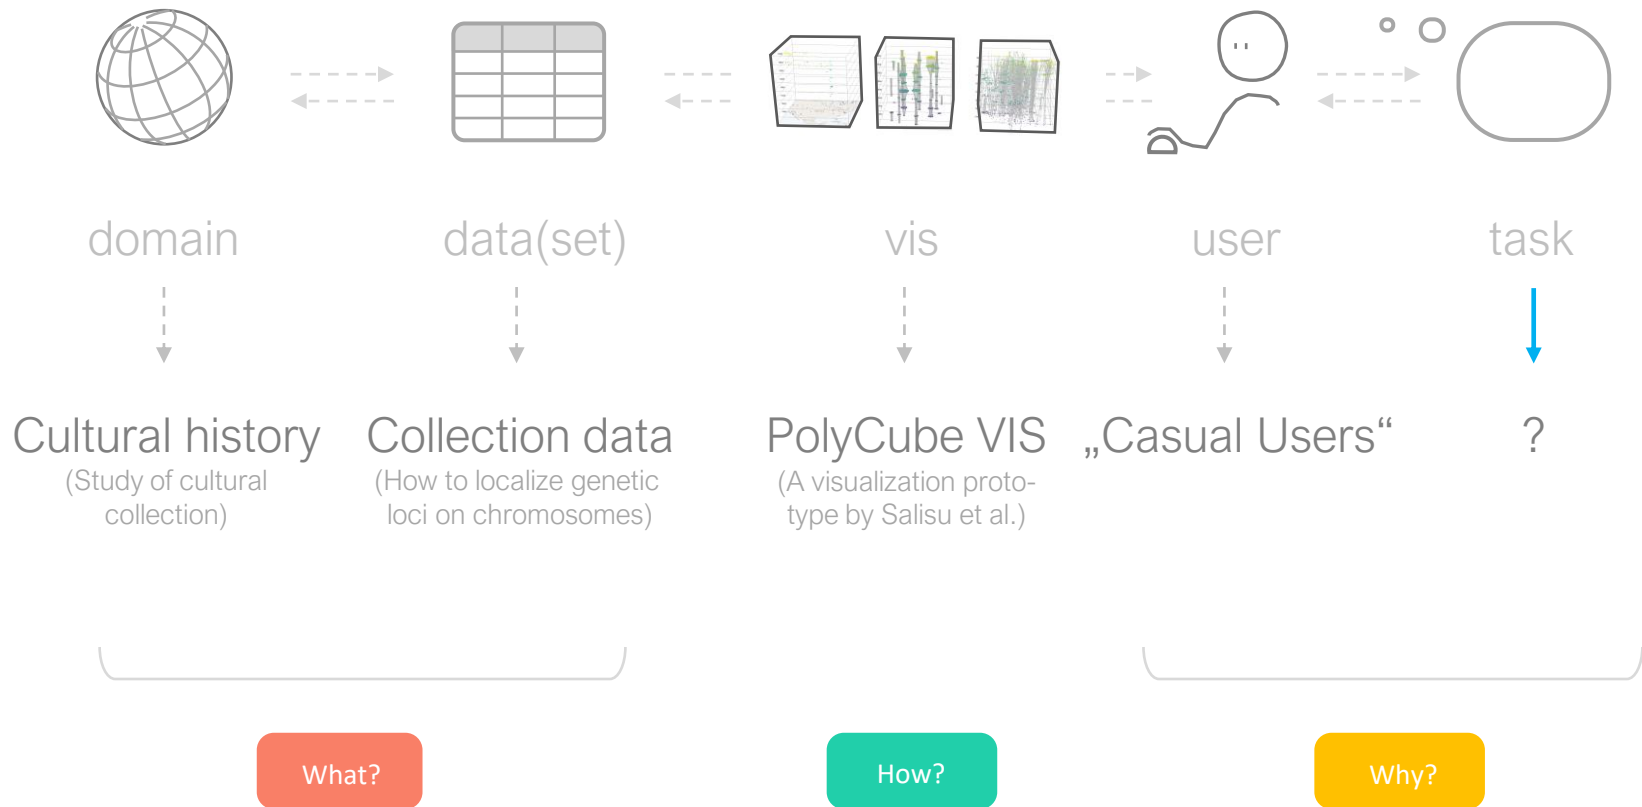 domain
data(set)
vis
user
task
Cultural history
(Study of cultural
collection)
Collection data
(How to localize genetic
loci on chromosomes)
PolyCube VIS
(A visualization proto-
type by Salisu et al.)
„Casual Users“
?
What?
How?
Why?